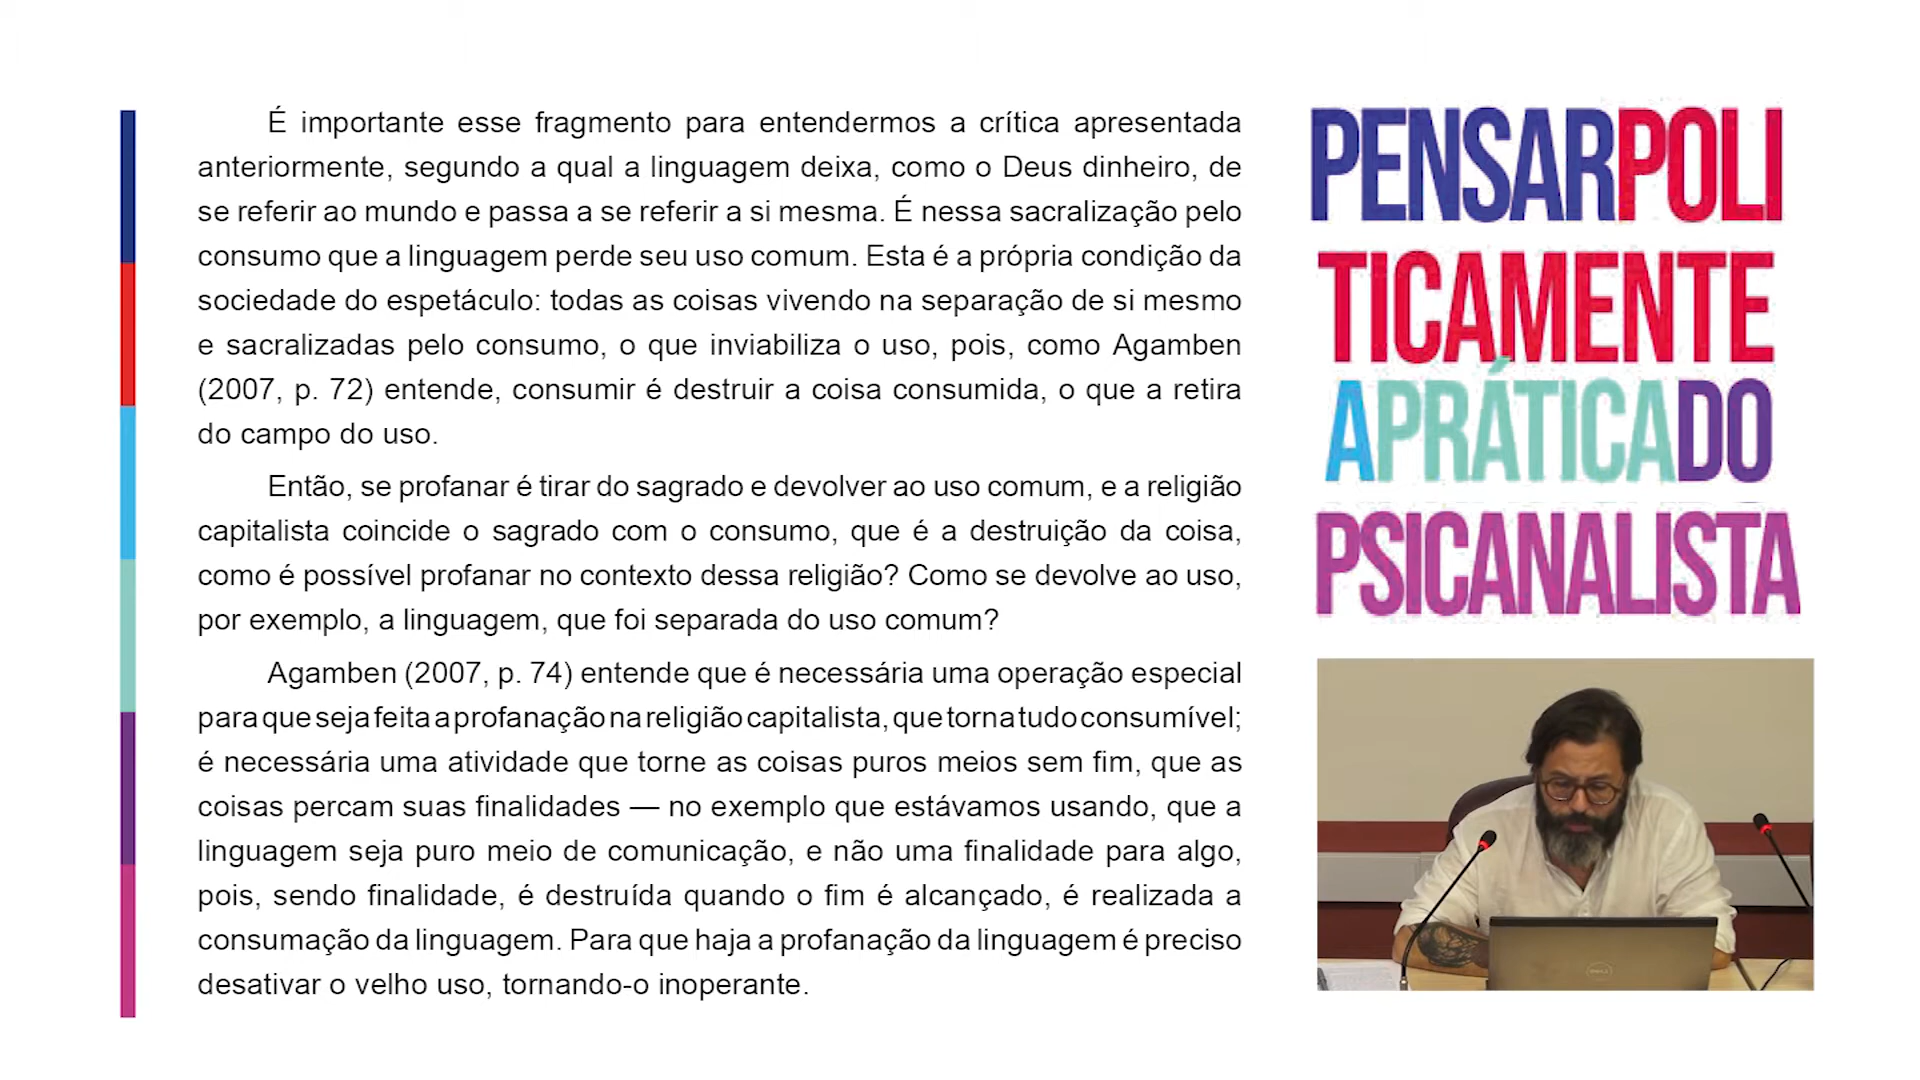 É importante esse fragmento para entendermos a crítica apresentada
anteriormente, segundo a qual a linguagem deixa, como o Deus dinheiro, de
se referir ao mundo e passa a se referir a si mesma. É nessa sacralização pelo
consumo que a linguagem perde seu uso comum. Esta é a própria condição da
sociedade do espetáculo: todas as coisas vivendo na separação de si mesmo
e sacralizadas pelo consumo, o que inviabiliza o uso, pois, como Agamben
(2007, p. 72) entende, consumir é destruir a coisa consumida, o que a retira
do campo do uso.
Então, se profanar é tirar do sagrado e devolver ao uso comum, e a religião
capitalista coincide o sagrado com o consumo, que é a destruição da coisa,
como é possível profanar no contexto dessa religião? Como se devolve ao uso,
por exemplo, a linguagem, que foi separada do uso comum?
Agamben (2007, p. 74) entende que é necessária uma operação especial
para que seja feita a profanação na religião capitalista, que torna tudo consumível;
é necessária uma atividade que torne as coisas puros meios sem fim, que as
coisas percam suas finalidades — no exemplo que estávamos usando, que a
linguagem seja puro meio de comunicação, e não uma finalidade para algo,
pois, sendo finalidade, é destruída quando o fim é alcançado, é realizada a
consumação da linguagem. Para que haja a profanação da linguagem é preciso
desativar o velho uso, tornando-o inoperante.
PENSARPOLI
TICAMENTE
APRÁTICADO
PSICANALISTA
DELL